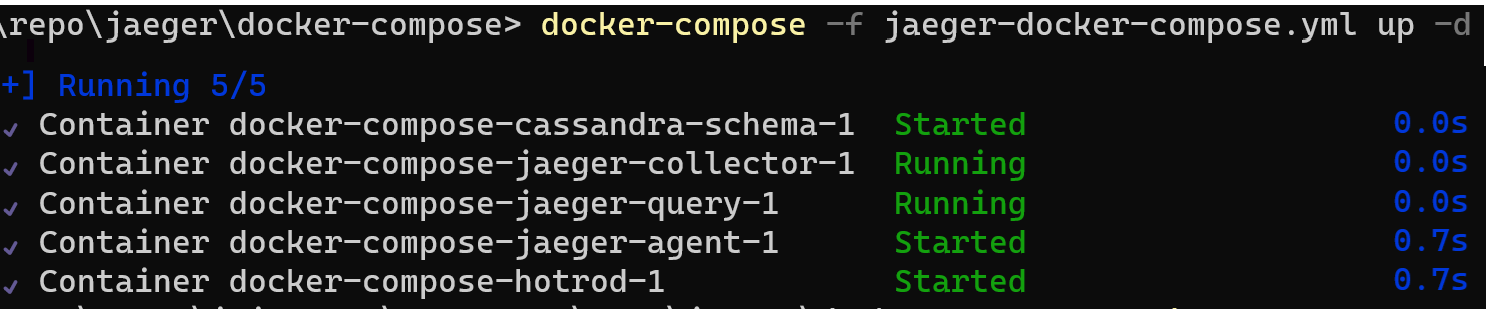 \repo\jaeger\docker-compose> docker-compose -f jaeger-docker-compose.yml up -d
+] Running 5/5
✓ Container docker-compose-cassandra-schema-1 Started 0.0s
✓ Container docker-compose-jaeger-collector-1 Running 0.0s
✓ Container docker-compose-jaeger-query-1 Running 0.0s
✓ Container docker-compose-jaeger-agent-1 Started 0.7s
✓ Container docker-compose-hotrod-1 Started 0.7s